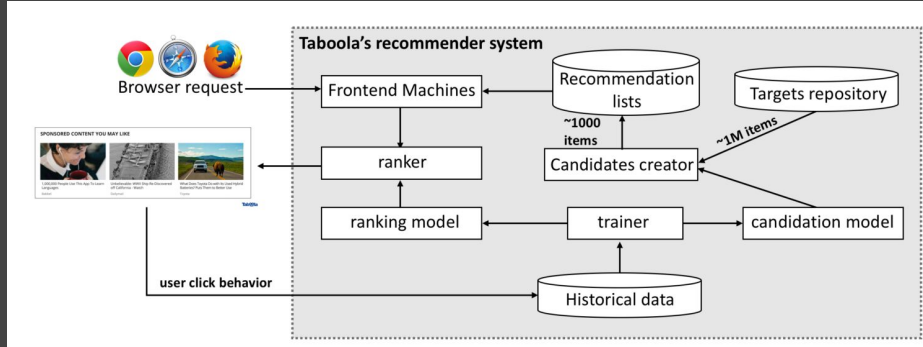 Taboola's recommender system
Browser request
Frontend Machines
Recommendation
lists
Targets repository
~1000
items
~1M items
SPONSORED CONTENT YOU MAY LIKE
ranker
Candidates creator
ranking model
trainer
candidation model
user click behavior
Historical data